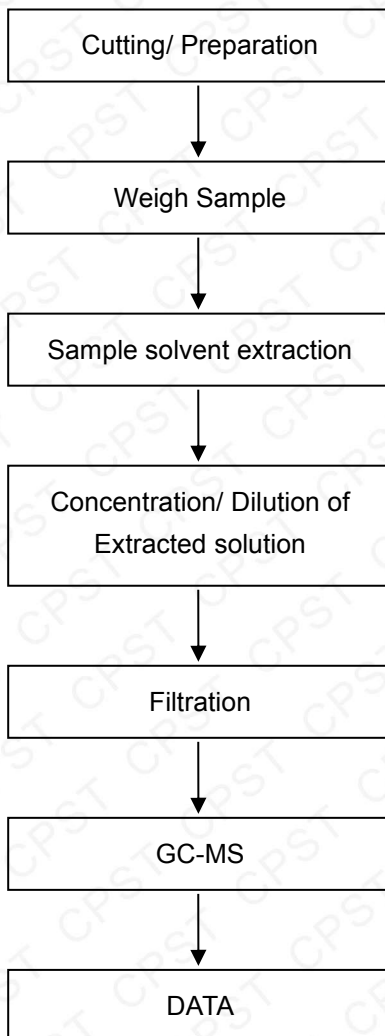 Cutting/ Preparation
Weigh Sample
Sample solvent extraction
Concentration/ Dilution of
Extracted solution
Filtration
GC-MS
DATA